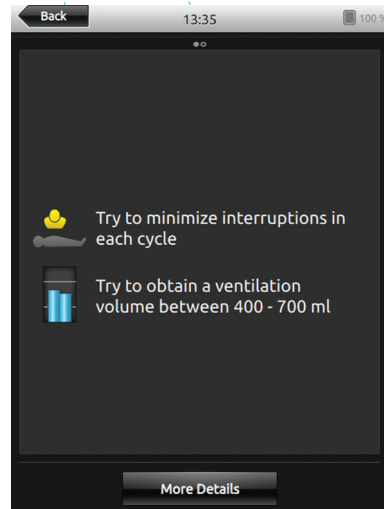 Back
13:35
100 %
Try to minimize interruptions in
each cycle
Try to obtain a ventilation
volume between 400 - 700 ml
More Details